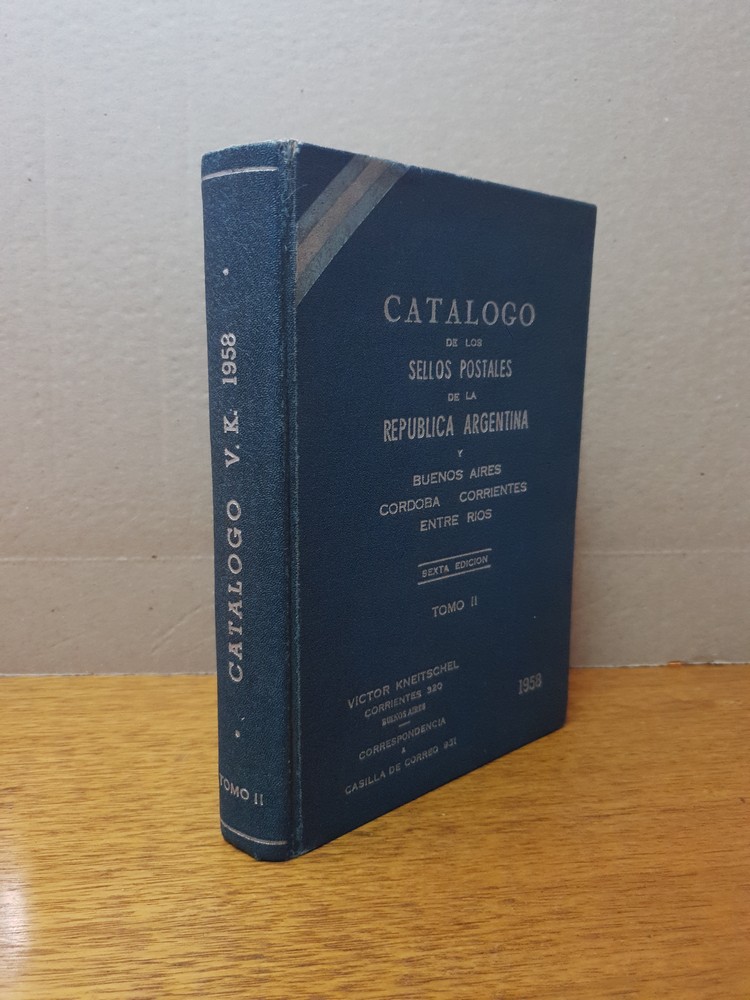 CATALOGO V. K. 1958
TOMO II
CATALOGO
DE LOS
SELLOS POSTALES
DE LA
REPUBLICA ARGENTINA
Y
BUENOS AIRES
CORDOBA CORRIENTES
ENTRE RIOS
SEXTA EDICION
TOMO II
VICTOR KNEITSCHEL
CORRIENTES 320
BUENOS AIRES
CORRESPONDENCIA
A
CASILLA DE CORREO 831
1958